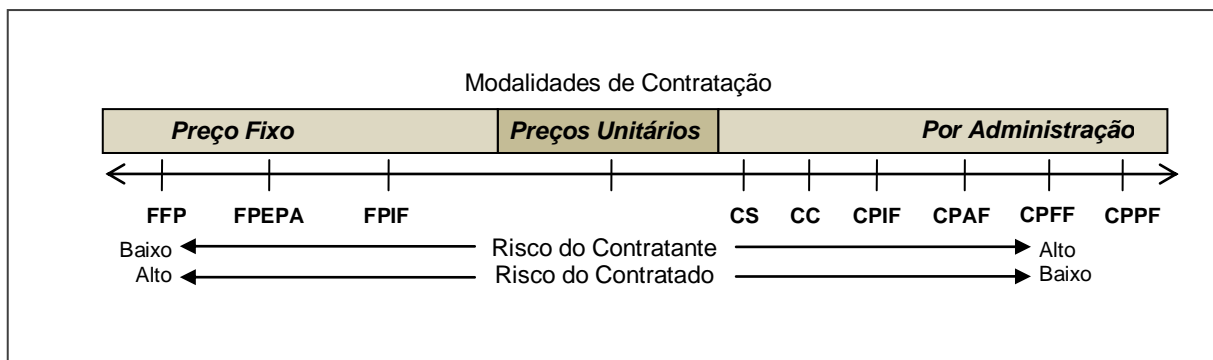 Modalidades de Contratação
Preço Fixo Preços Unitários Por Administração
FFP FPEPA FPIF CS CC CPIF CPAF CPFF CPPF
Baixo Risco do Contratante Alto
Alto Risco do Contratado Baixo